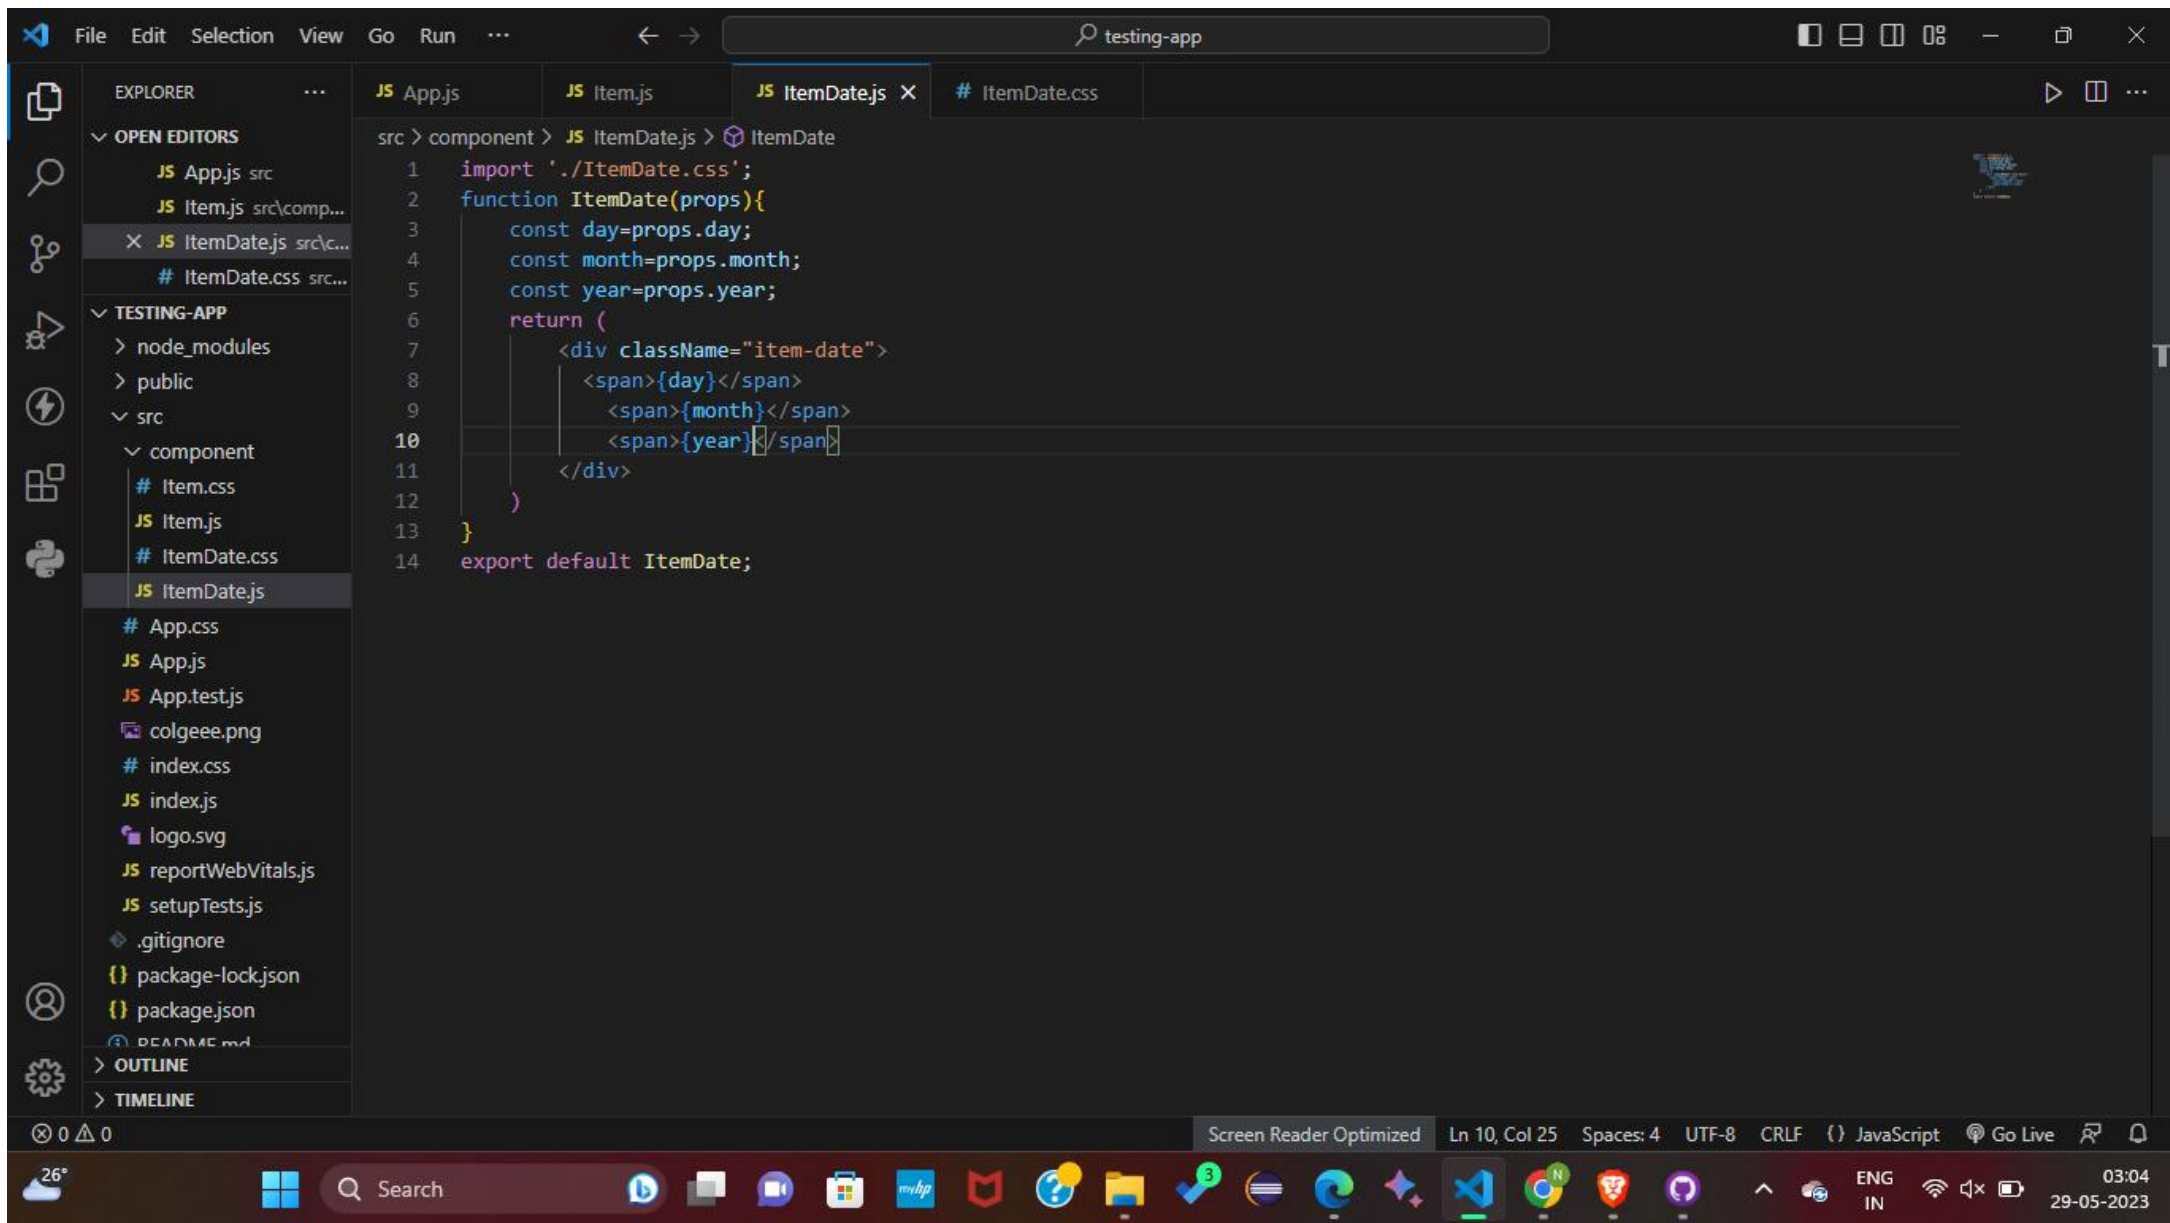 File Edit Selection View Go Run ···
testing-app
EXPLORER ···
OPEN EDITORS
JS App.js src
JS Item.js src\comp...
JS ItemDate.js src\c...
# ItemDate.css src...
TESTING-APP
node_modules
public
src
component
# Item.css
JS Item.js
# ItemDate.css
JS ItemDate.js
# App.css
JS App.js
JS App.test.js
colgeee.png
# index.css
JS index.js
logo.svg
JS reportWebVitals.js
JS setupTests.js
.gitignore
{} package-lock.json
{} package.json
README.md
OUTLINE
TIMELINE
JS App.js
JS Item.js
JS ItemDate.js
# ItemDate.css
src > component > JS ItemDate.js > ItemDate
1 import './ItemDate.css';
2 function ItemDate(props){
3 const day=props.day;
4 const month=props.month;
5 const year=props.year;
6 return (
7 <div className="item-date">
8 <span>{day}</span>
9 <span>{month}</span>
10 <span>{year}</span>
11 </div>
12 )
13 }
14 export default ItemDate;
0 0
Screen Reader Optimized Ln 10, Col 25 Spaces: 4 UTF-8 CRLF {} JavaScript Go Live
26°
Search
myhp
3
N
ENG
IN
03:04
29-05-2023